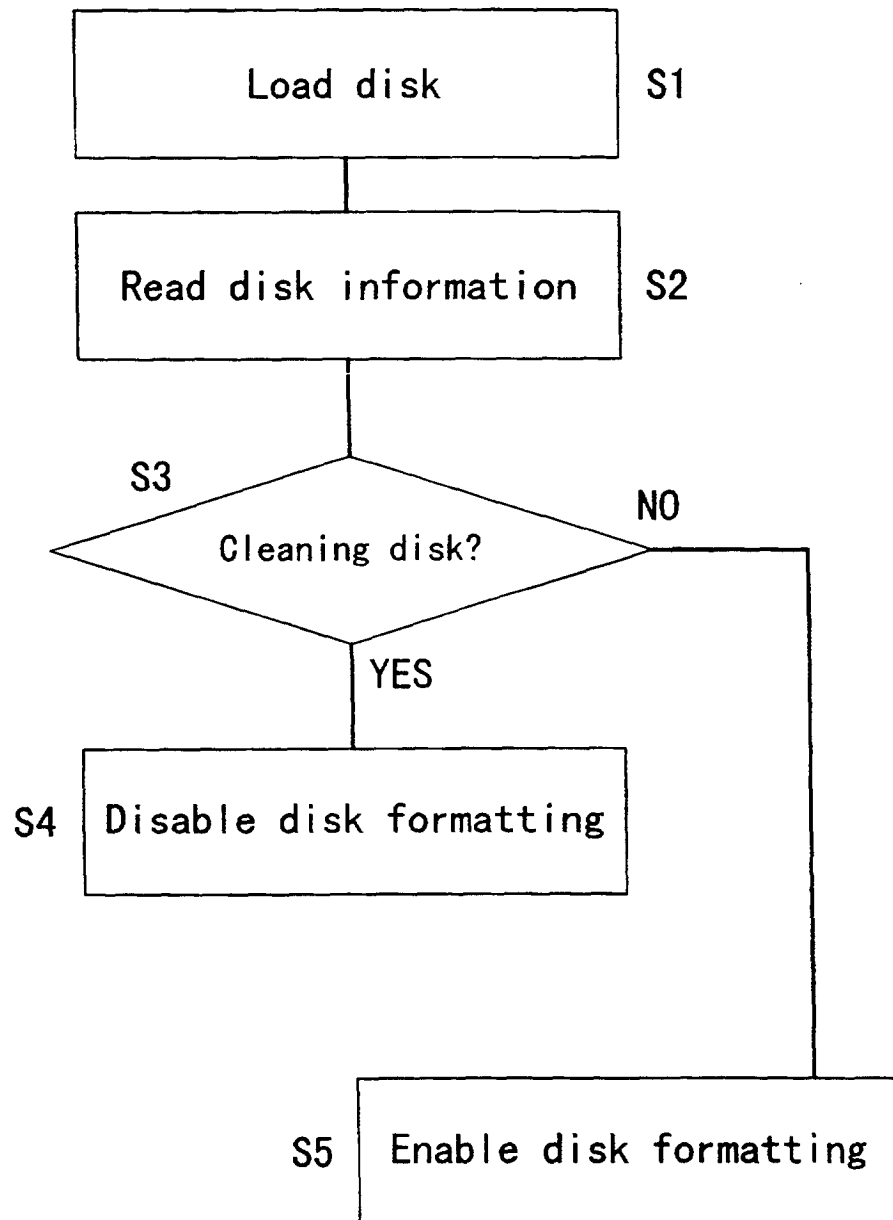 Load disk
S1
Read disk information
S2
S3
NO
Cleaning disk?
YES
S4
Disable disk formatting
S5
Enable disk formatting